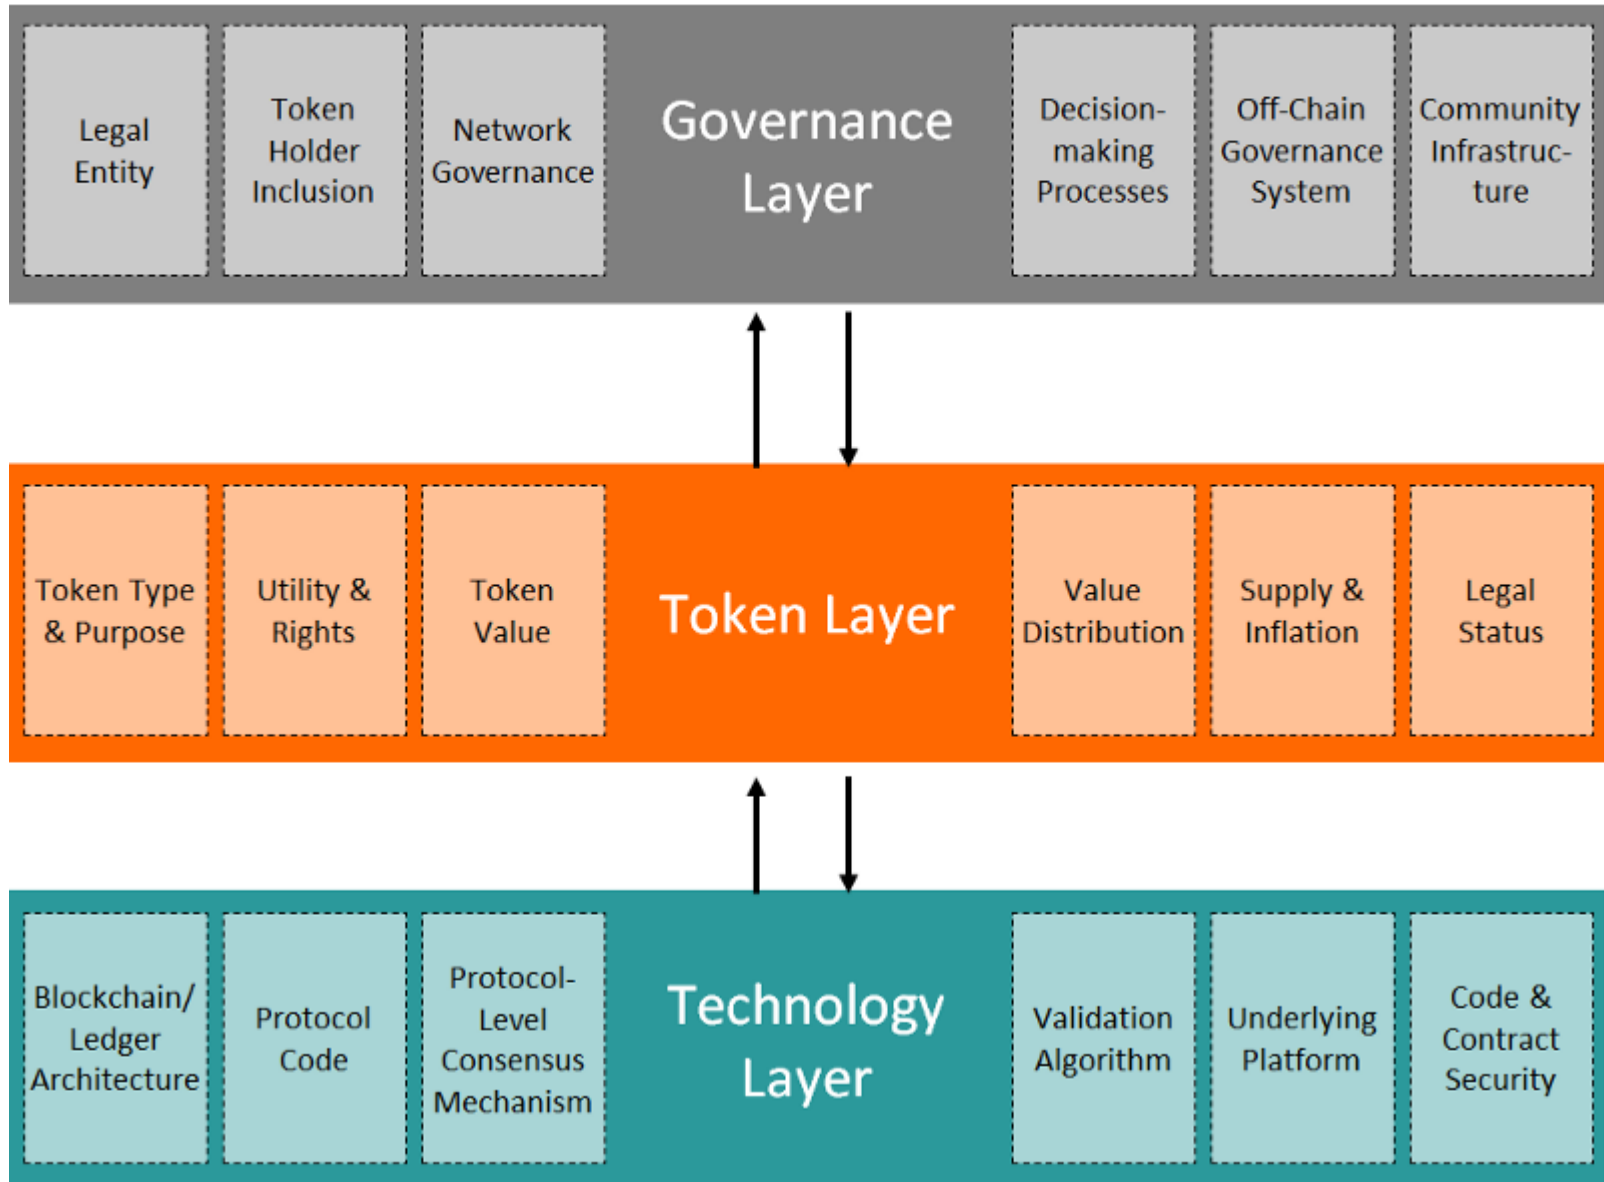 Legal
Entity
Token
Holder
Inclusion
Network
Governance
Governance
Layer
Decision-
making
Processes
Off-Chain
Governance
System
Community
Infrastruc-
ture
Token Type
& Purpose
Utility &
Rights
Token
Value
Token Layer
Value
Distribution
Supply &
Inflation
Legal
Status
Blockchain/
Ledger
Architecture
Protocol
Code
Protocol-
Level
Consensus
Mechanism
Technology
Layer
Validation
Algorithm
Underlying
Platform
Code &
Contract
Security